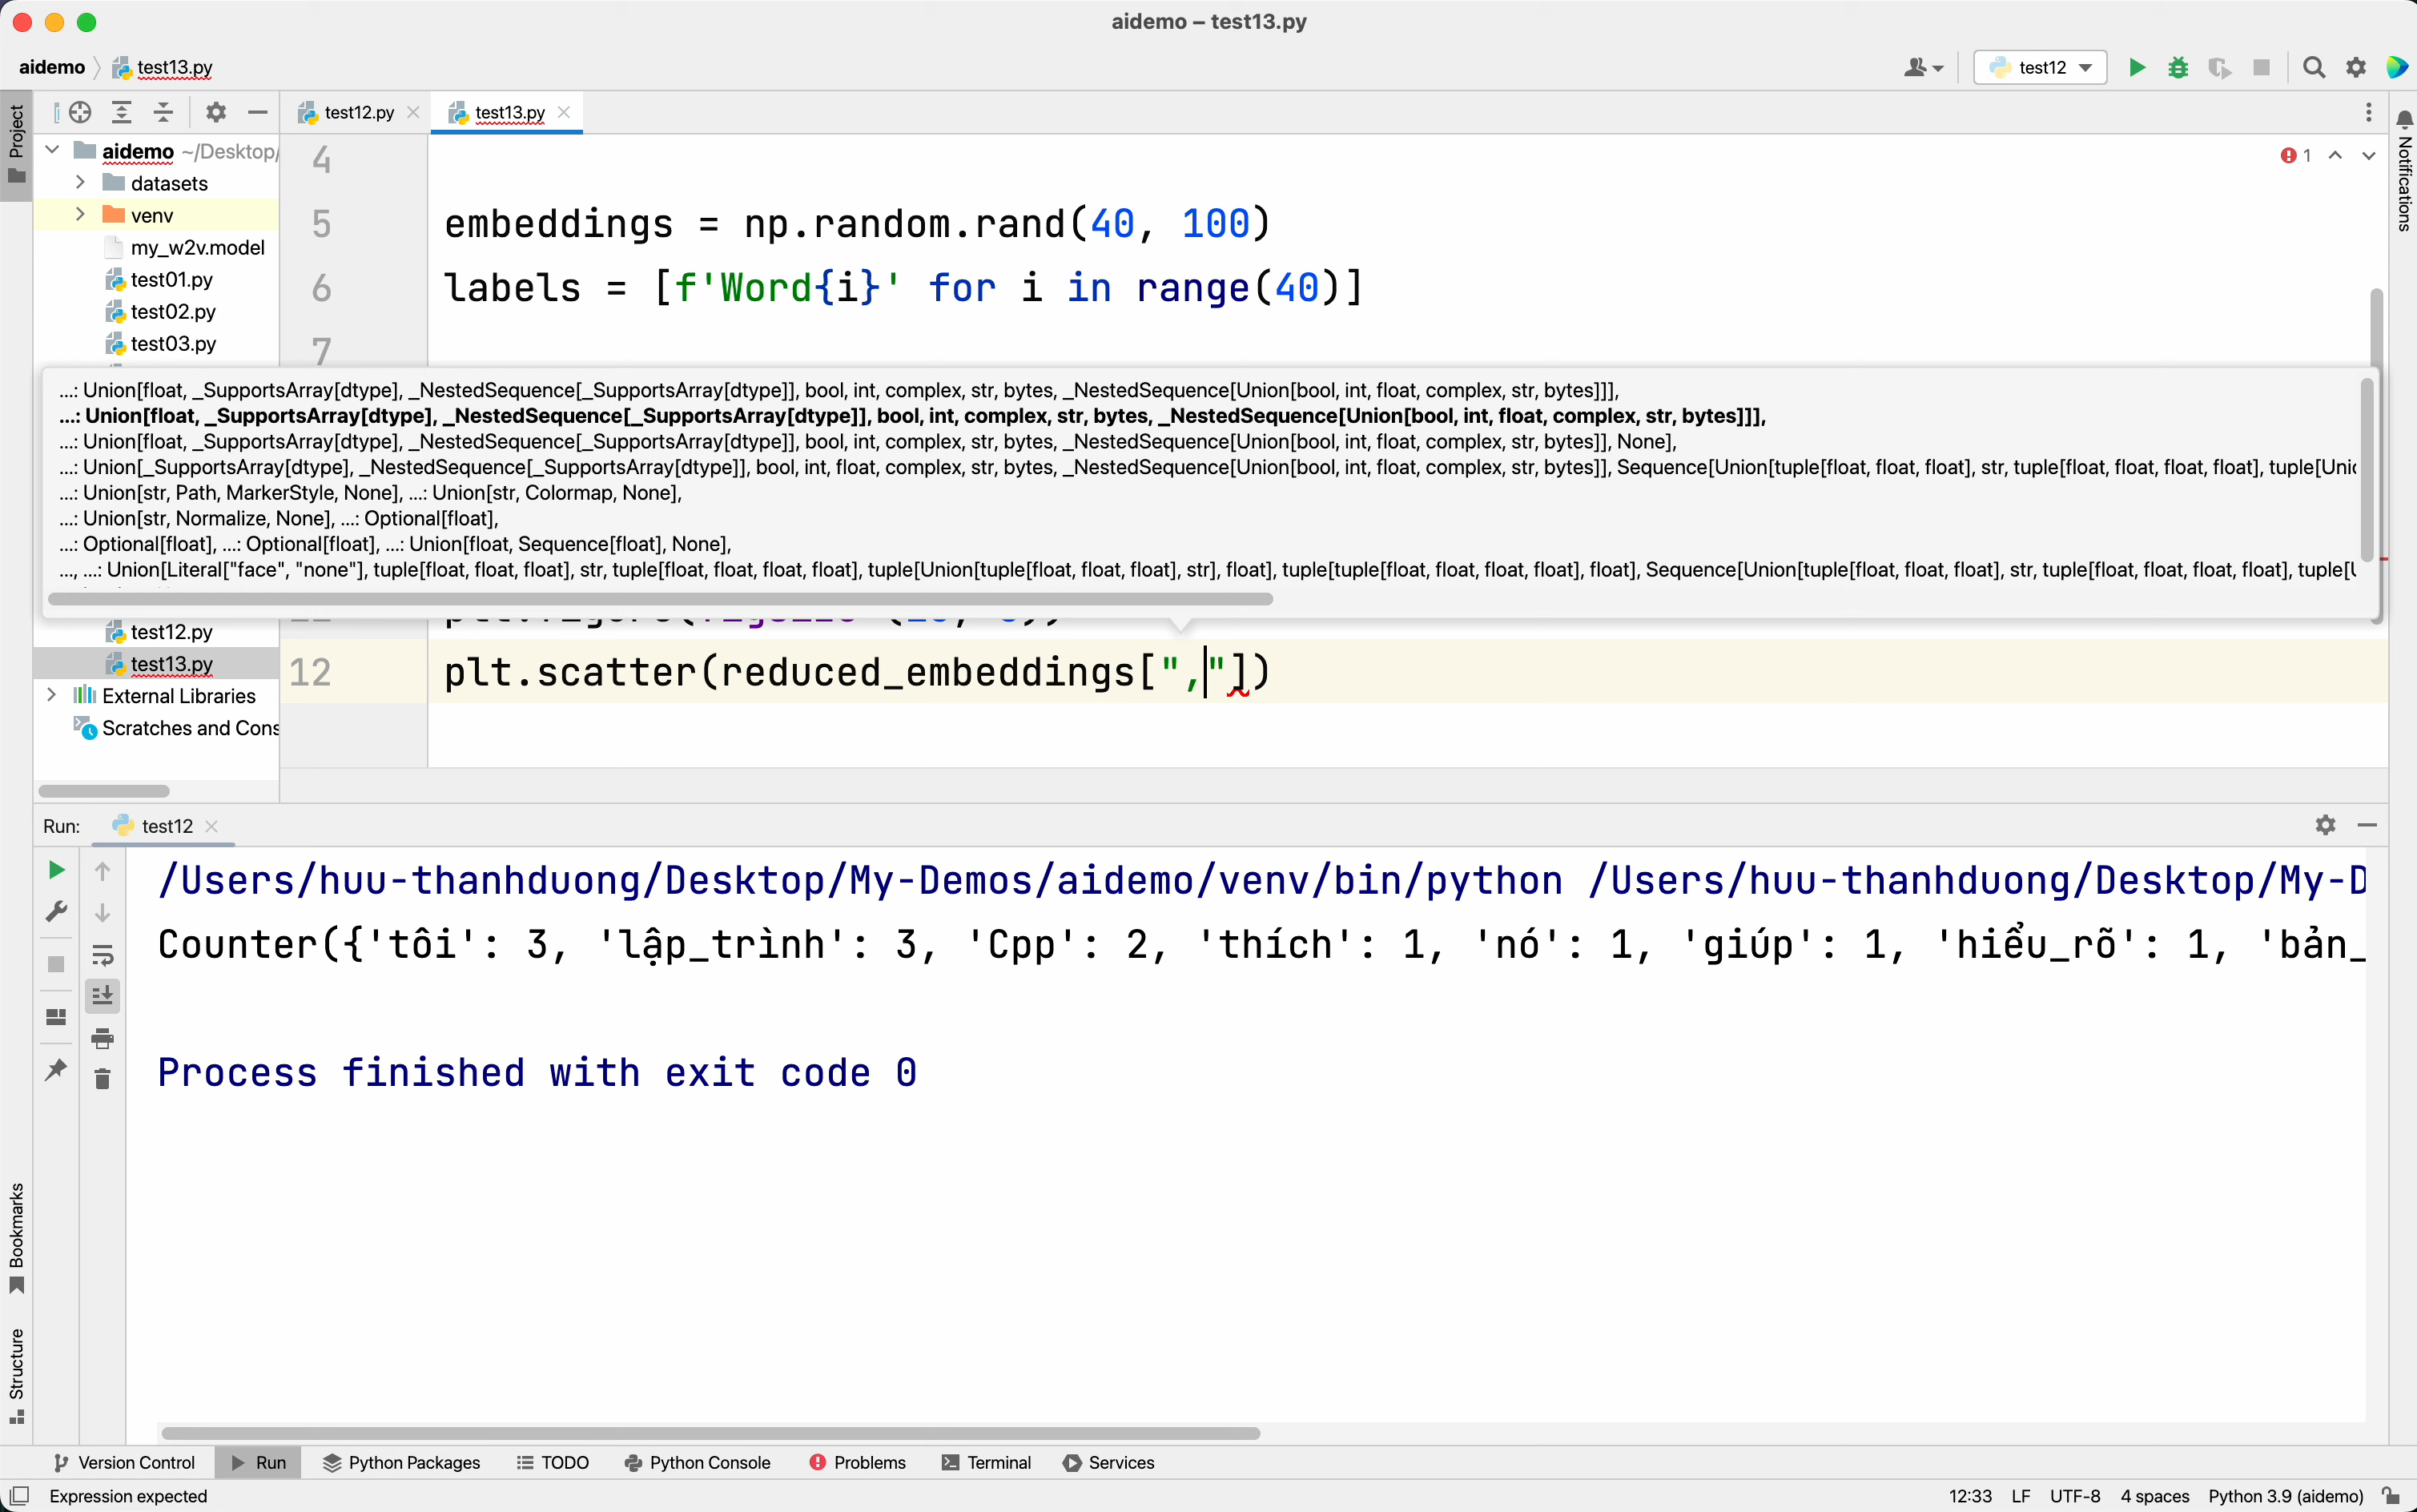 aidemo – test13.py
aidemo test13.py
test12
Project
test12.py test13.py
Notifications
aidemo ~/Desktop/
datasets
venv
my_w2v.model
test01.py
test02.py
test03.py
1
4
5 embeddings = np.random.rand(40, 100)
6 labels = [f'Word{i}' for i in range(40)]
7
...: Union[float, _SupportsArray[dtype], _NestedSequence[_SupportsArray[dtype]], bool, int, complex, str, bytes, _NestedSequence[Union[bool, int, float, complex, str, bytes]]],
...: Union[float, _SupportsArray[dtype], _NestedSequence[_SupportsArray[dtype]], bool, int, complex, str, bytes, _NestedSequence[Union[bool, int, float, complex, str, bytes]]],
...: Union[float, _SupportsArray[dtype], _NestedSequence[_SupportsArray[dtype]], bool, int, complex, str, bytes, _NestedSequence[Union[bool, int, float, complex, str, bytes]], None],
...: Union[_SupportsArray[dtype], _NestedSequence[_SupportsArray[dtype]], bool, int, float, complex, str, bytes, _NestedSequence[Union[bool, int, float, complex, str, bytes]], Sequence[Union[tuple[float, float, float], str, tuple[float, float, float, float], tuple[Unio
...: Union[str, Path, MarkerStyle, None], ...: Union[str, Colormap, None],
...: Union[str, Normalize, None], ...: Optional[float],
...: Optional[float], ...: Optional[float], ...: Union[float, Sequence[float], None],
..., ...: Union[Literal["face", "none"], tuple[float, float, float], str, tuple[float, float, float, float], tuple[Union[tuple[float, float, float], str], float], tuple[tuple[float, float, float, float], float], Sequence[Union[tuple[float, float, float], str, tuple[float, float, float, float], tuple[U
test12.py
test13.py
External Libraries
Scratches and Cons
12 plt.scatter(reduced_embeddings[","])
Run: test12
/Users/huu-thanhduong/Desktop/My-Demos/aidemo/venv/bin/python /Users/huu-thanhduong/Desktop/My-D
Counter({'tôi': 3, 'lập_trình': 3, 'Cpp': 2, 'thích': 1, 'nó': 1, 'giúp': 1, 'hiểu_rõ': 1, 'bản_
Process finished with exit code 0
Bookmarks
Structure
Version Control Run Python Packages TODO Python Console Problems Terminal Services
Expression expected 12:33 LF UTF-8 4 spaces Python 3.9 (aidemo)